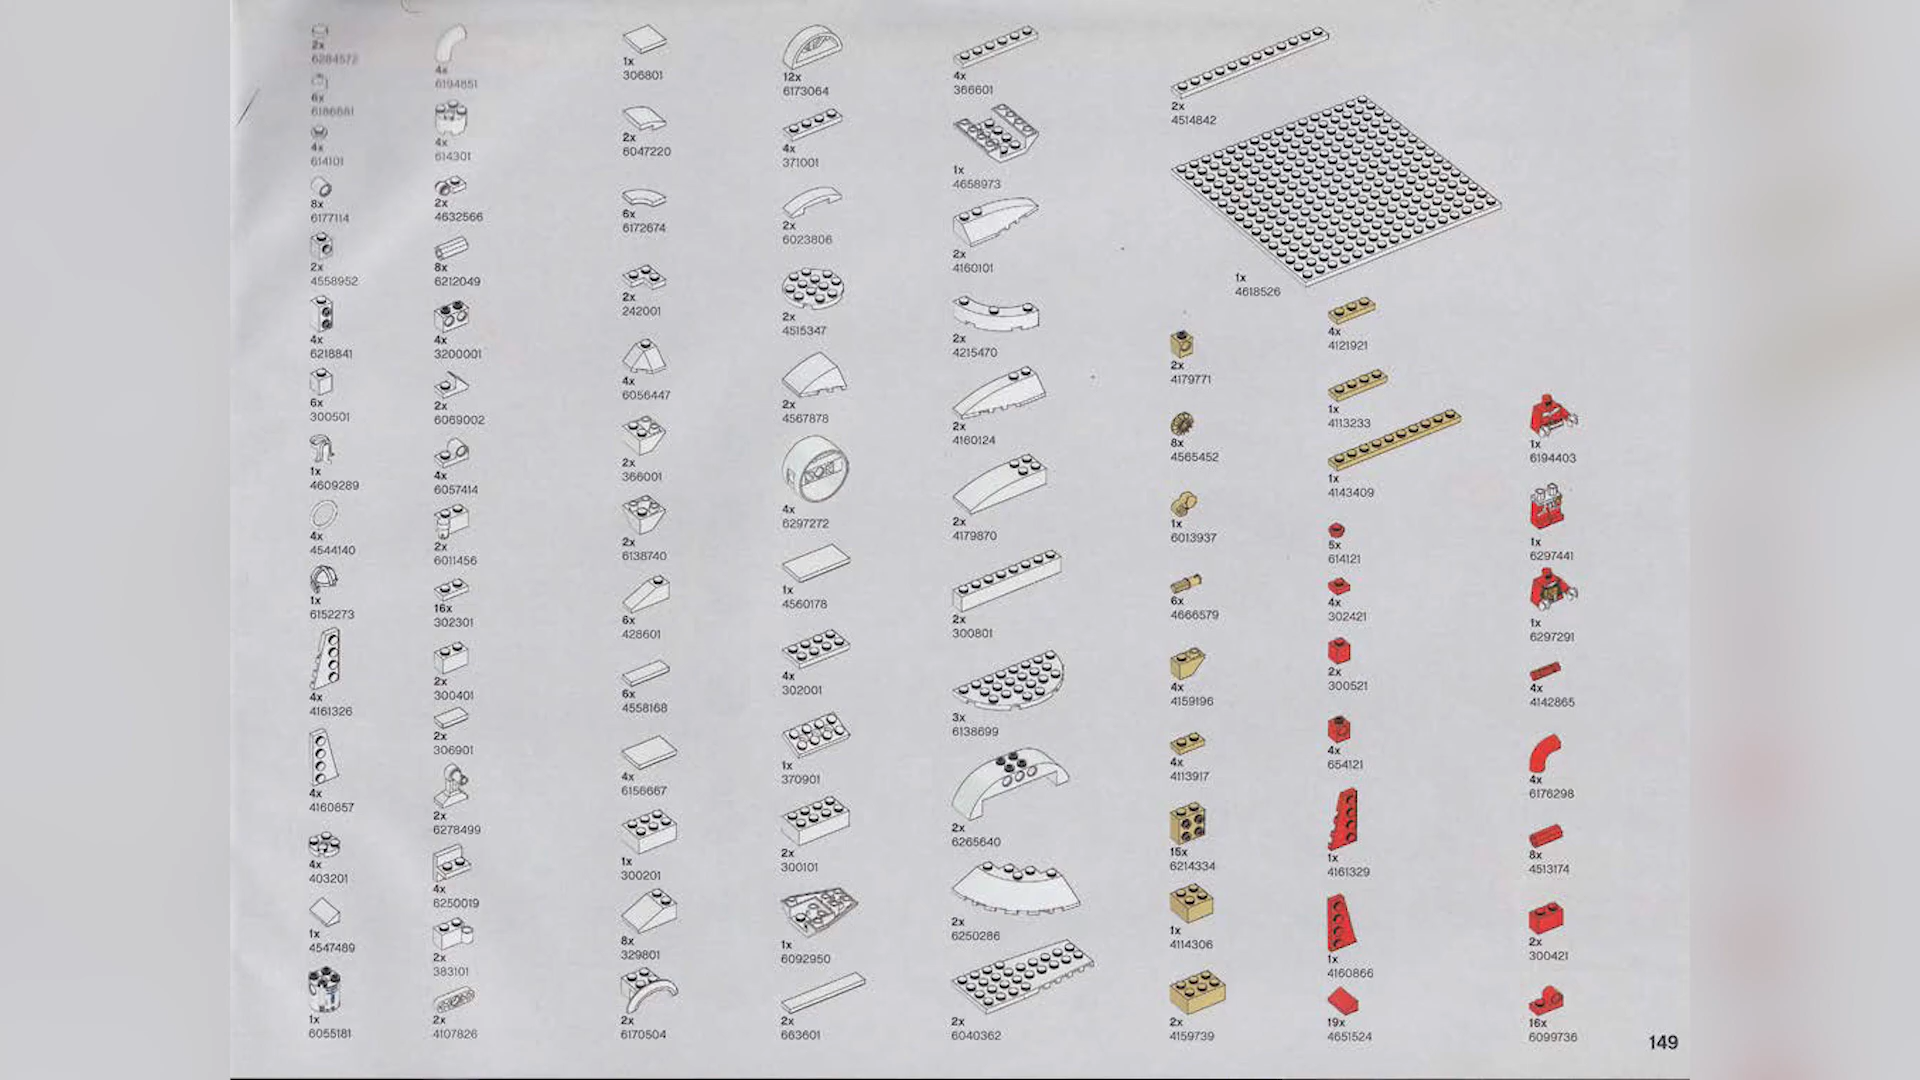 2x
6284572
6x
6186681
4x
614101
8x
6177114
2x
4558952
4x
6218841
6x
300501
1x
4609289
4x
4544140
1x
6152273
4x
4161326
4x
4160857
4x
403201
1x
4547489
1x
6055181
4x
6194851
4x
614301
2x
4632566
8x
6212049
4x
3200001
2x
6069002
4x
6057414
2x
6011456
16x
302301
2x
300401
2x
306901
2x
6278499
4x
6250019
2x
383101
2x
4107826
1x
306801
2x
6047220
6x
6172674
2x
242001
4x
6056447
2x
366001
2x
6138740
6x
428601
6x
4558168
4x
6156667
1x
300201
8x
329801
2x
6170504
12x
6173064
4x
371001
2x
6023806
2x
4515347
2x
4567878
4x
6297272
1x
4560178
4x
302001
1x
370901
2x
300101
1x
6092950
2x
663601
4x
366601
1x
4658973
2x
4160101
2x
4215470
2x
4160124
2x
4179870
2x
300801
3x
6138699
2x
6265640
2x
6250286
2x
6040362
2x
4514842
1x
4618526
2x
4179771
8x
4565452
1x
6013937
6x
4666579
4x
4159196
4x
4113917
15x
6214334
1x
4114306
2x
4159739
4x
4121921
1x
4113233
1x
4143409
5x
614121
4x
302421
2x
300521
4x
654121
1x
4161329
1x
4160866
19x
4651524
1x
6194403
1x
6297441
1x
6297291
4x
4142865
4x
6176298
8x
4513174
2x
300421
16x
6099736
149